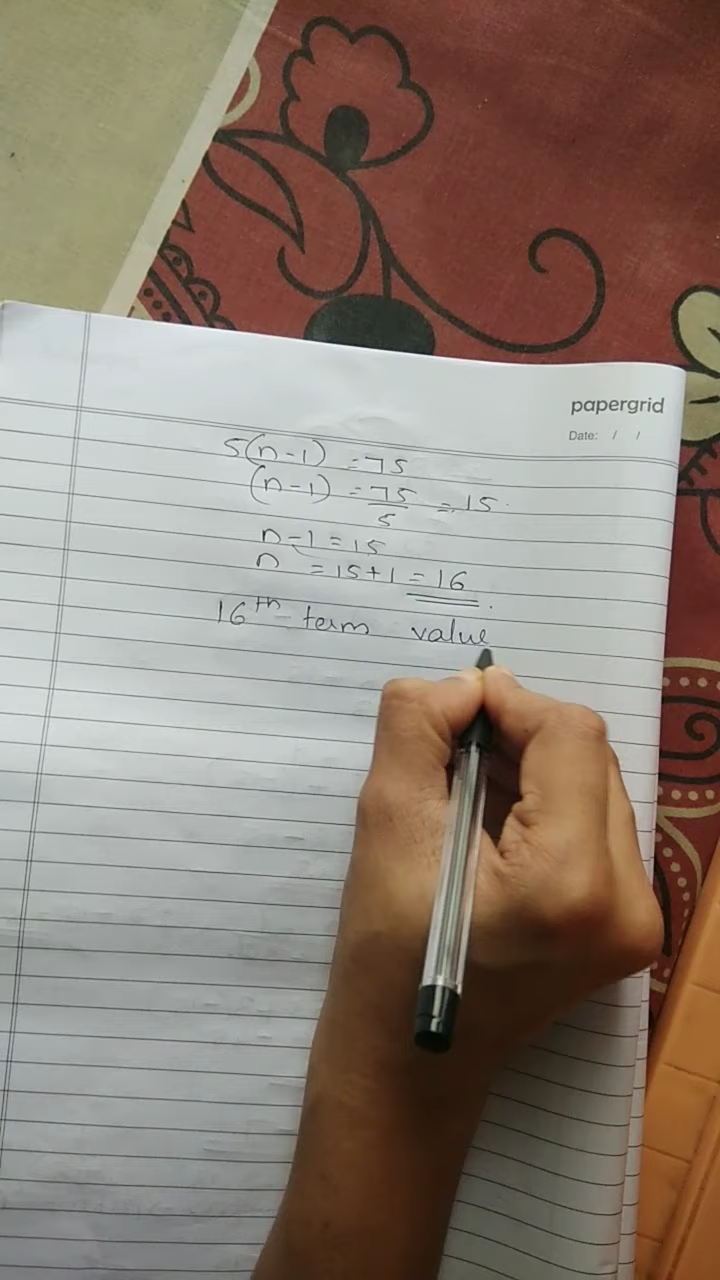 papergrid
Date: / /
5(n-1) = 75
(n-1) = 75/5 = 15.
n-1 = 15
n = 15+1 = 16.
16th term value